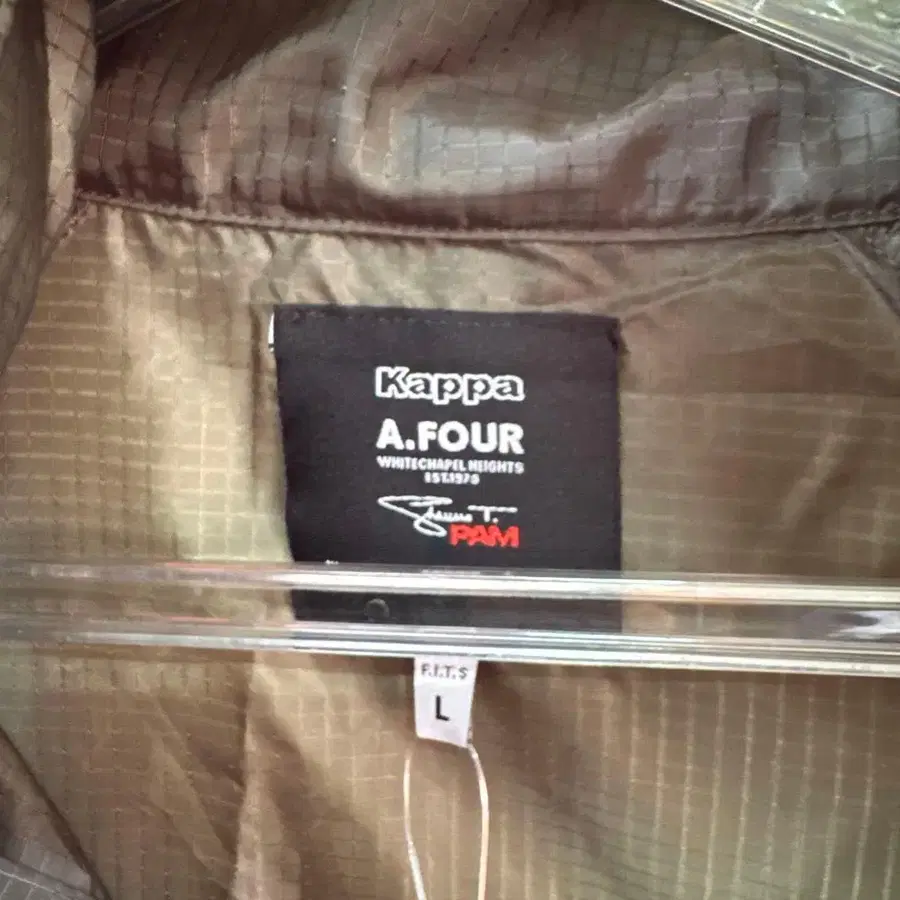 Kappa
A.FOUR
WHITECHAPEL HEIGHTS
EST.1970
T.
PAM
F.I.T.S
L